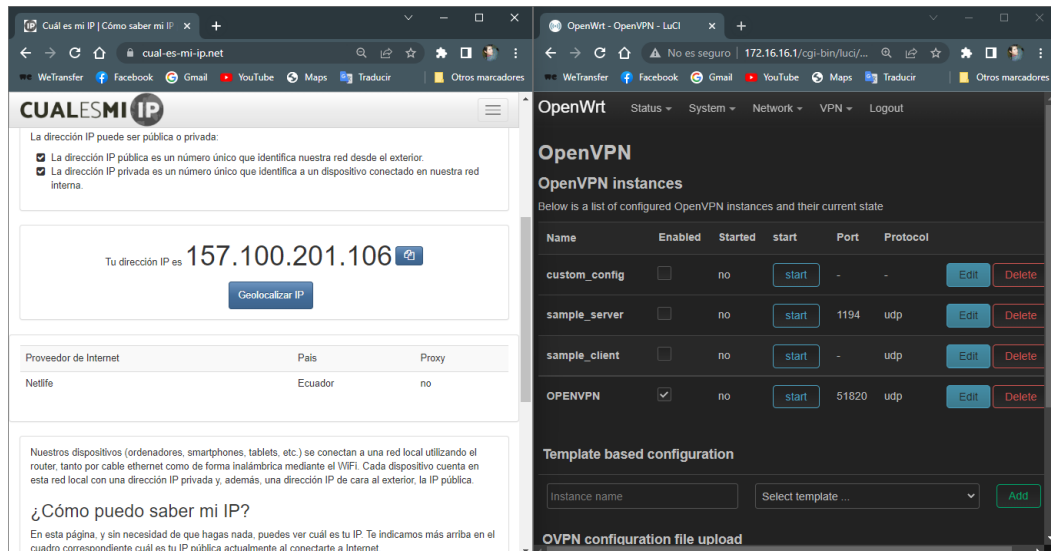 Cuál es mi IP | Cómo saber mi IP
cual-es-mi-ip.net
WeTransfer
Facebook
Gmail
YouTube
Maps
Traducir
Otros marcadores
CUALESMI IP
La dirección IP puede ser pública o privada:
La dirección IP pública es un número único que identifica nuestra red desde el exterior.
La dirección IP privada es un número único que identifica a un dispositivo conectado en nuestra red
interna.
Tu dirección IP es 157.100.201.106
Geolocalizar IP
Proveedor de Internet Pais Proxy
Netlife Ecuador no
Nuestros dispositivos (ordenadores, smartphones, tablets, etc.) se conectan a una red local utilizando el
router, tanto por cable ethernet como de forma inalámbrica mediante el WiFi. Cada dispositivo cuenta en
esta red local con una dirección IP privada y, además, una dirección IP de cara al exterior, la IP pública.
¿Cómo puedo saber mi IP?
En esta página, y sin necesidad de que hagas nada, puedes ver cuál es tu IP. Te indicamos más arriba en el
cuadro correspondiente cuál es tu IP pública actualmente al conectarte a Internet
OpenWrt - OpenVPN - LuCI
No es seguro | 172.16.16.1/cgi-bin/luci/...
WeTransfer
Facebook
Gmail
YouTube
Maps
Traducir
Otros marcadores
OpenWrt Status System Network VPN Logout
OpenVPN
OpenVPN instances
Below is a list of configured OpenVPN instances and their current state
Name Enabled Started start Port Protocol
custom_config no start - - Edit Delete
sample_server no start 1194 udp Edit Delete
sample_client no start - udp Edit Delete
OPENVPN no start 51820 udp Edit Delete
Template based configuration
Instance name Select template ... Add
OVPN configuration file upload